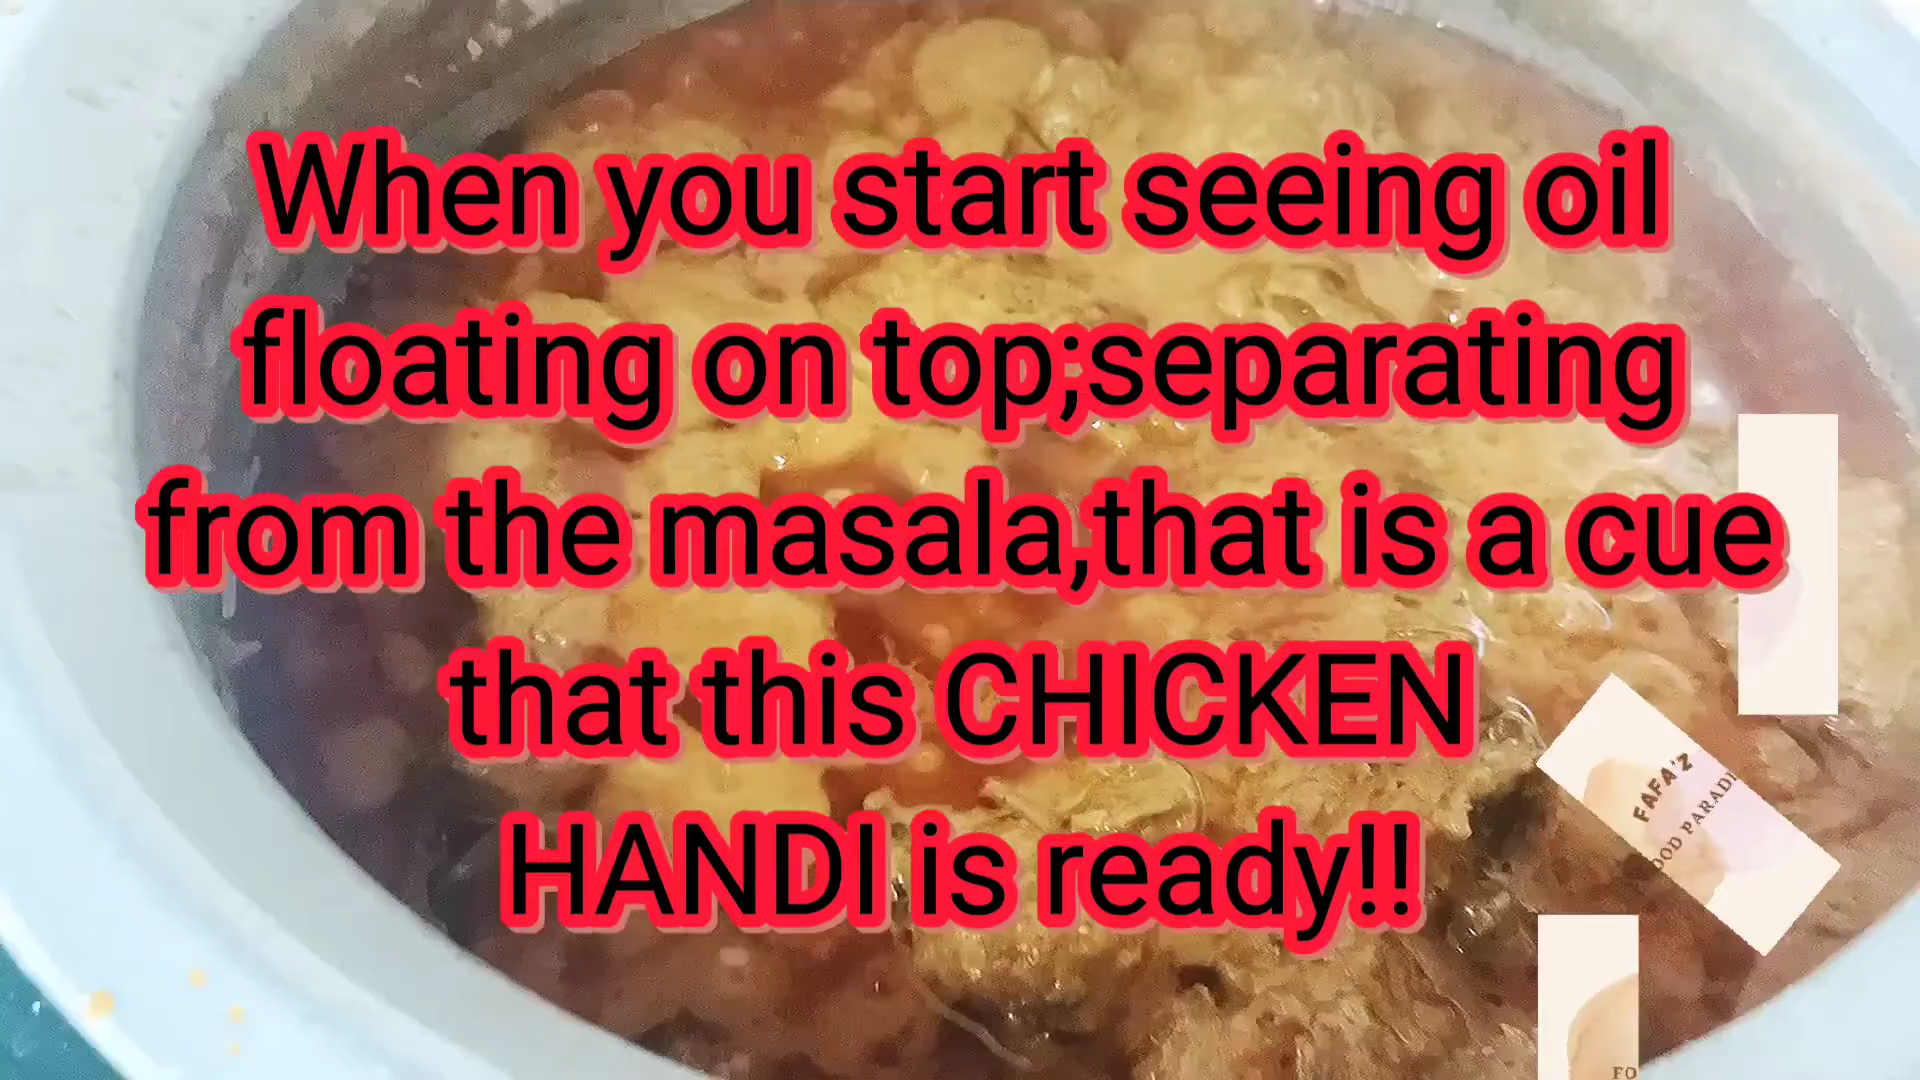 When you start seeing oil
floating on top;separating
from the masala,that is a cue
that this CHICKEN
HANDI is ready!!
FAFA'Z